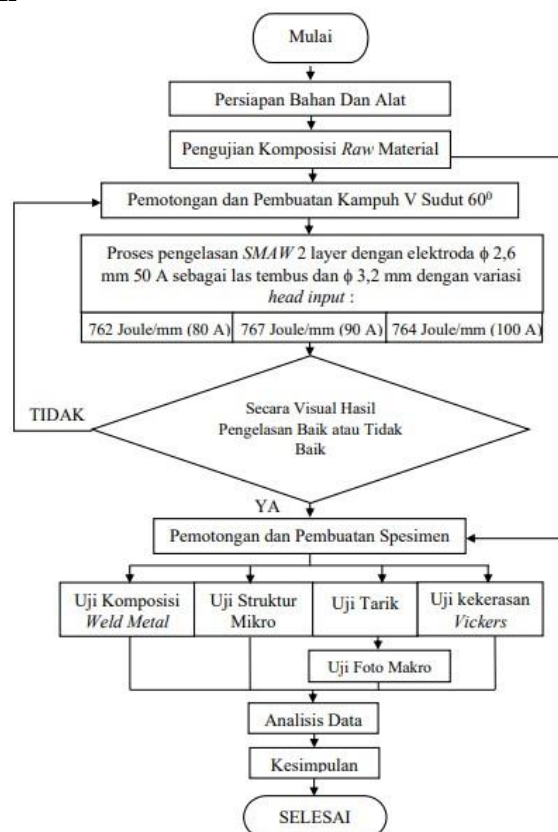 Mulai
Persiapan Bahan Dan Alat
Pengujian Komposisi Raw Material
Pemotongan dan Pembuatan Kampuh V Sudut 60⁰
Proses pengelasan SMAW 2 layer dengan elektroda ϕ 2,6
mm 50 A sebagai las tembus dan ϕ 3,2 mm dengan variasi
head input :
762 Joule/mm (80 A) 767 Joule/mm (90 A) 764 Joule/mm (100 A)
TIDAK
Secara Visual Hasil
Pengelasan Baik atau Tidak
Baik
YA
Pemotongan dan Pembuatan Spesimen
Uji Komposisi
Weld Metal
Uji Struktur
Mikro
Uji Tarik
Uji kekerasan
Vickers
Uji Foto Makro
Analisis Data
Kesimpulan
SELESAI